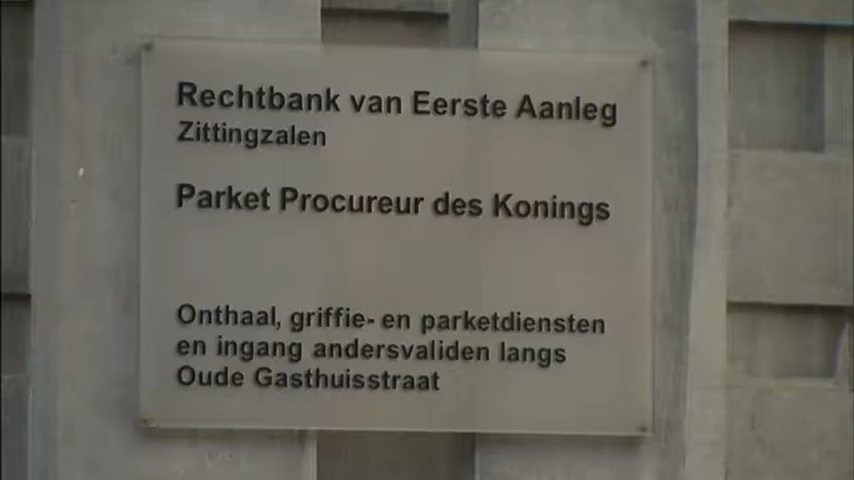 Rechtbank van Eerste Aanleg
Zittingzalen
Parket Procureur des Konings
Onthaal, griffie- en parketdiensten
en ingang andersvaliden langs
Oude Gasthuisstraat